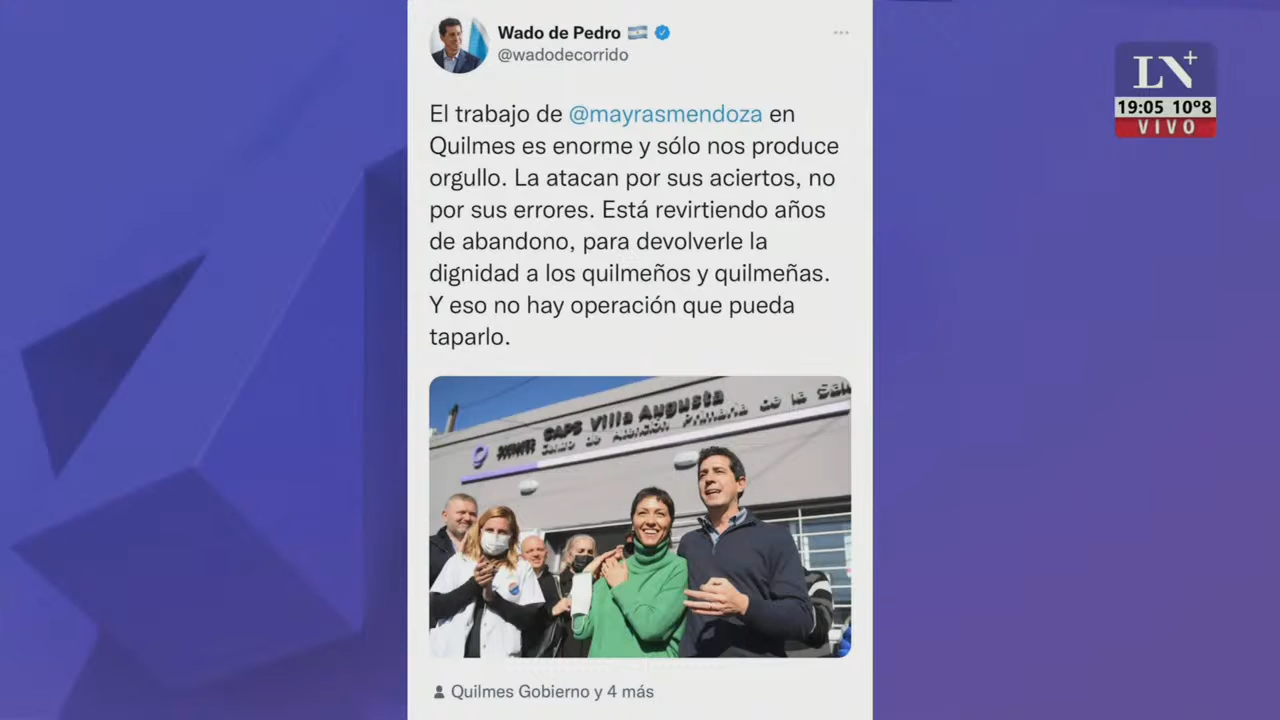 Wado de Pedro
@wadodecorrido
LN+
19:05 10º8
VIVO
El trabajo de @mayrasmendoza en
Quilmes es enorme y sólo nos produce
orgullo. La atacan por sus aciertos, no
por sus errores. Está revirtiendo años
de abandono, para devolverle la
dignidad a los quilmeños y quilmeñas.
Y eso no hay operación que pueda
taparlo.
CAPS Villa Augusta
Centro de Atención Primaria de la Salu
Quilmes Gobierno y 4 más